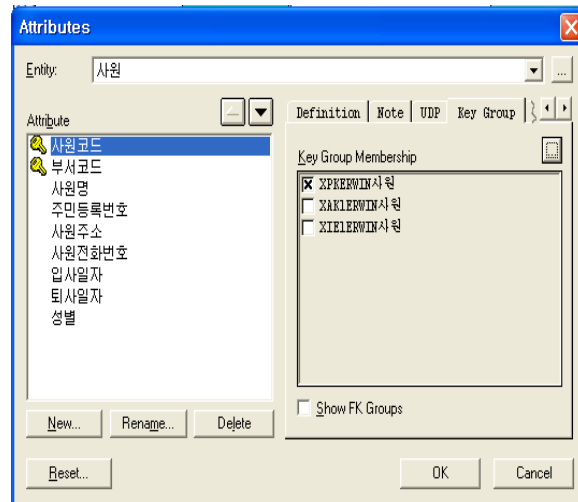 Attributes
Entity: 사원
...
Attribute
사원코드
부서코드
사원명
주민등록번호
사원주소
사원전화번호
입사일자
퇴사일자
성별
New... Rename... Delete
Definition Note UDP Key Group
Key Group Membership
XPKERWIN사원
XAK1ERWIN사원
XIE1ERWIN사원
Show FK Groups
Reset... OK Cancel